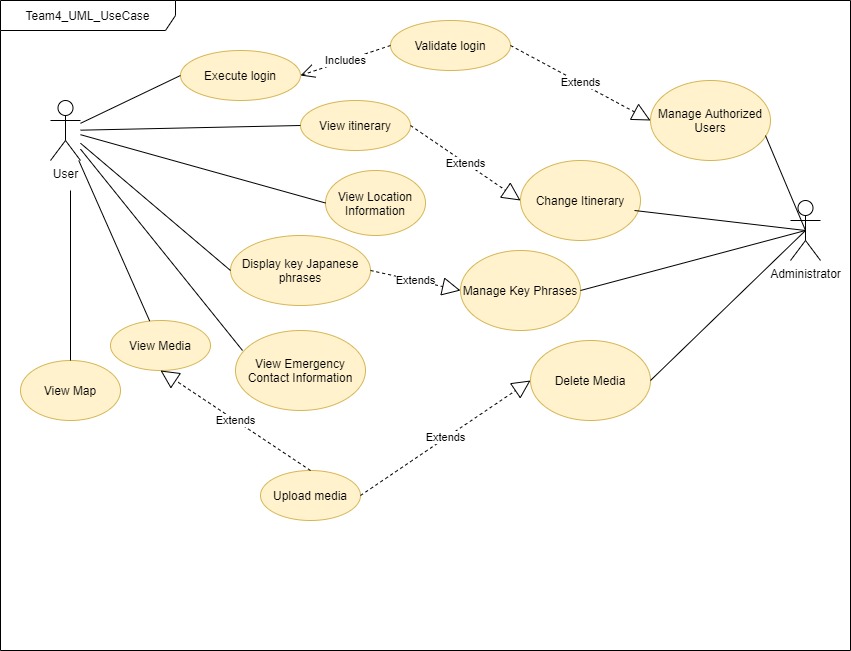 Team4_UML_UseCase
Validate login
Includes
Execute login
Extends
Manage Authorized
Users
View itinerary
Extends
User
View Location
Information
Change Itinerary
Display key Japanese
phrases
Extends
Manage Key Phrases
Administrator
View Media
View Emergency
Contact Information
Delete Media
View Map
Extends
Extends
Upload media